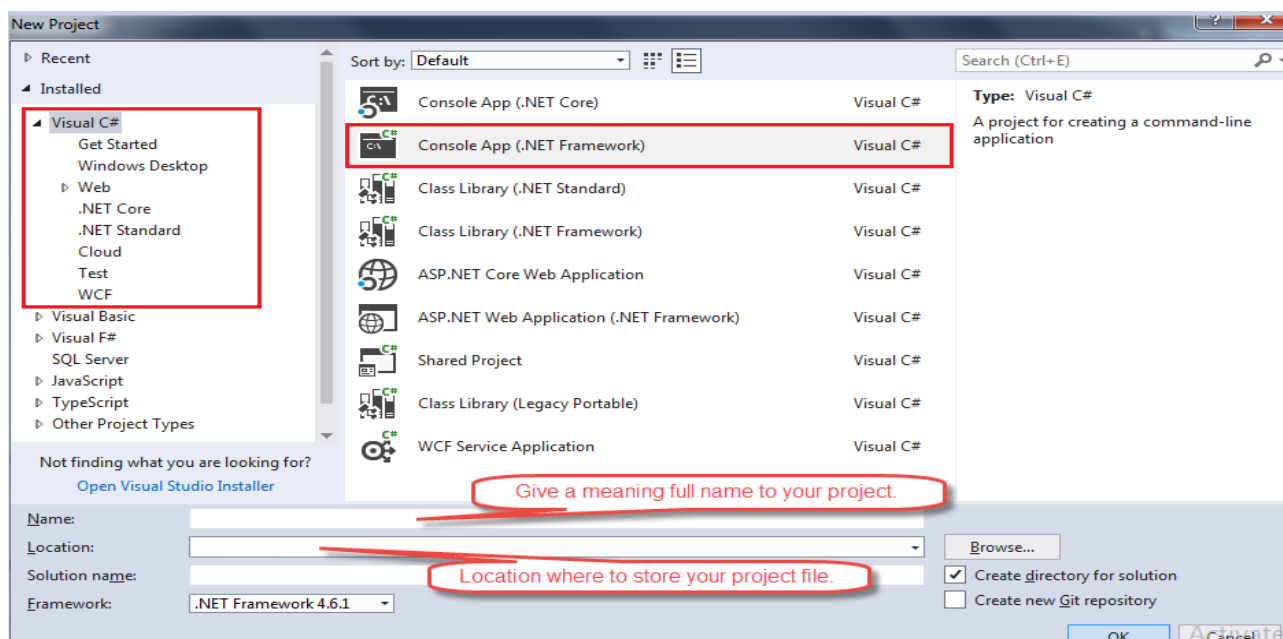 New Project
?
Recent
Installed
Visual C#
Get Started
Windows Desktop
Web
.NET Core
.NET Standard
Cloud
Test
WCF
Visual Basic
Visual F#
SQL Server
JavaScript
TypeScript
Other Project Types
Not finding what you are looking for?
Open Visual Studio Installer
Sort by: Default
Console App (.NET Core) Visual C#
Console App (.NET Framework) Visual C#
Class Library (.NET Standard) Visual C#
Class Library (.NET Framework) Visual C#
ASP.NET Core Web Application Visual C#
ASP.NET Web Application (.NET Framework) Visual C#
Shared Project Visual C#
Class Library (Legacy Portable) Visual C#
WCF Service Application Visual C#
Search (Ctrl+E)
Type: Visual C#
A project for creating a command-line
application
Give a meaning full name to your project.
Name:
Location:
Browse...
Location where to store your project file.
Solution name:
Create directory for solution
Framework: .NET Framework 4.6.1
Create new Git repository
OK
Cancel
Activate